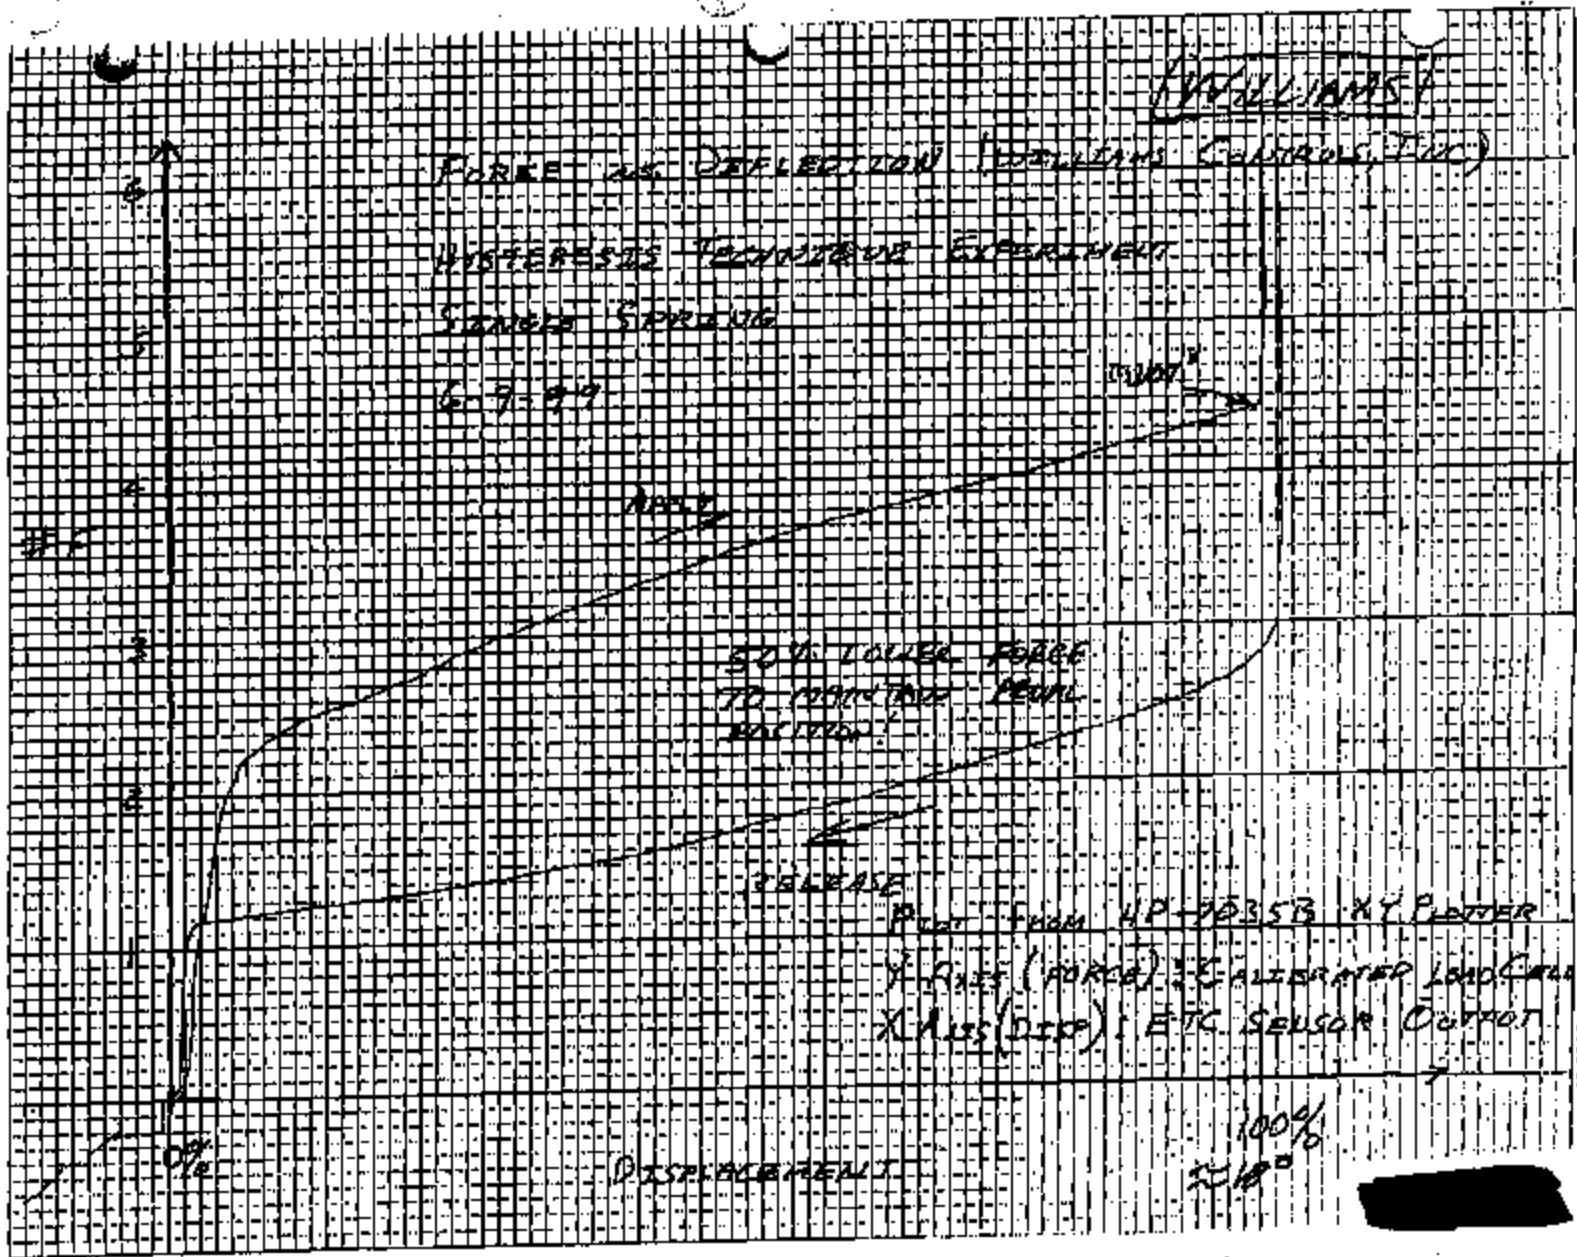 WILLIAMS
FORCE vs. DEFLECTION (WILLIAMS CONTROLS, INC)
HYSTERESIS TECHNIQUE EXPERIMENT
SINGLE SPRING
6-9-99
6
5
4
# F
3
2
1
APPLY
50% LOWER FORCE
TO MAINTAIN PEDAL
POSITION!
RELEASE
PLOT FROM HP-7035B XY PLOTTER
Y-AXIS (FORCE): CALIBRATED LOAD CELL
X AXIS (DISP): ETC SENSOR OUTPUT
0%
DISPLACEMENT
100%
≈18°